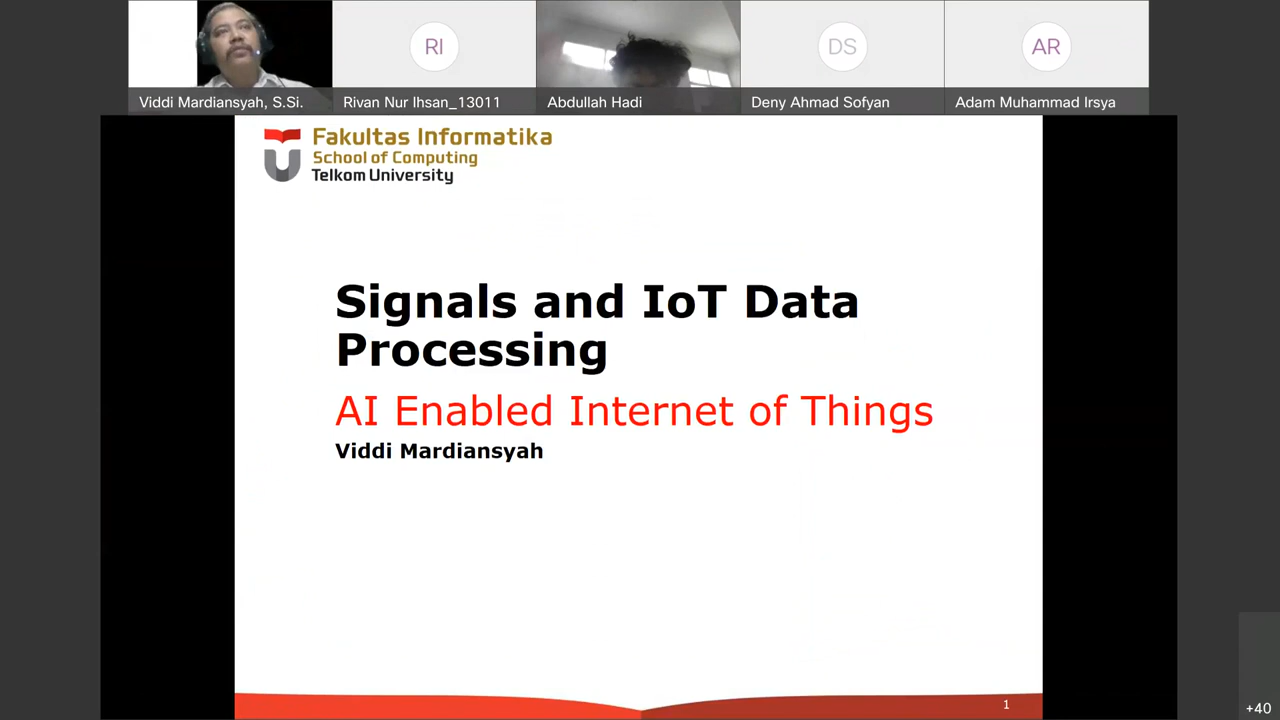 RI
DS
AR
Viddi Mardiansyah, S.Si.
Rivan Nur Ihsan_13011
Abdullah Hadi
Deny Ahmad Sofyan
Adam Muhammad Irsya
Fakultas Informatika
School of Computing
Telkom University
Signals and IoT Data
Processing
AI Enabled Internet of Things
Viddi Mardiansyah
1
+40